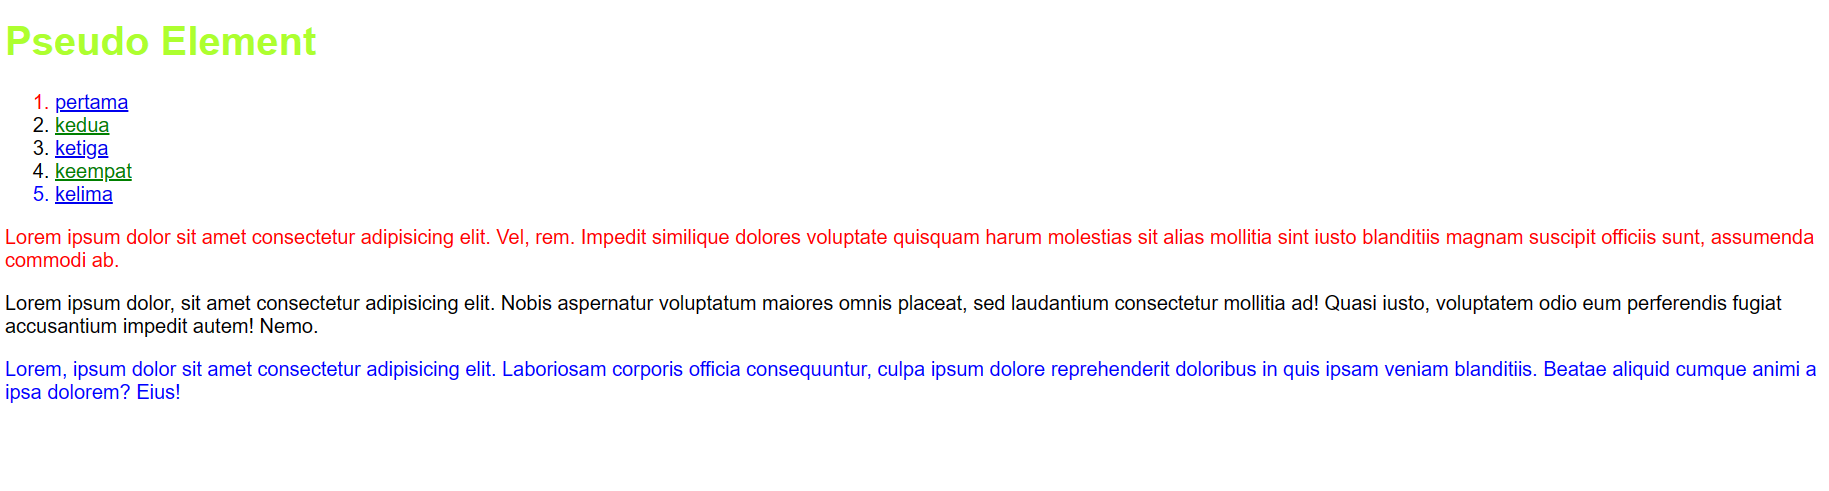 Pseudo Element
1. pertama
2. kedua
3. ketiga
4. keempat
5. kelima
Lorem ipsum dolor sit amet consectetur adipisicing elit. Vel, rem. Impedit similique dolores voluptate quisquam harum molestias sit alias mollitia sint iusto blanditiis magnam suscipit officiis sunt, assumenda
commodi ab.
Lorem ipsum dolor, sit amet consectetur adipisicing elit. Nobis aspernatur voluptatum maiores omnis placeat, sed laudantium consectetur mollitia ad! Quasi iusto, voluptatem odio eum perferendis fugiat
accusantium impedit autem! Nemo.
Lorem, ipsum dolor sit amet consectetur adipisicing elit. Laboriosam corporis officia consequuntur, culpa ipsum dolore reprehenderit doloribus in quis ipsam veniam blanditiis. Beatae aliquid cumque animi a
ipsa dolorem? Eius!